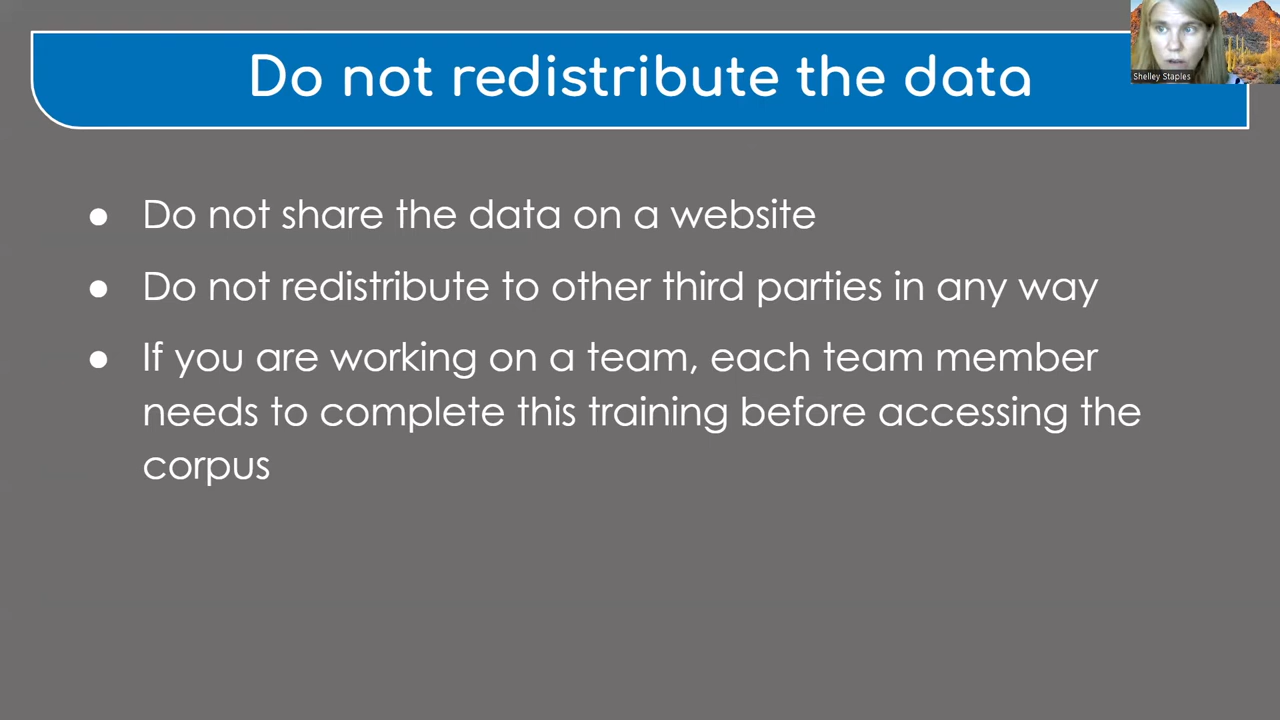 Do not redistribute the data
Shelley Staples
● Do not share the data on a website
● Do not redistribute to other third parties in any way
● If you are working on a team, each team member
needs to complete this training before accessing the
corpus